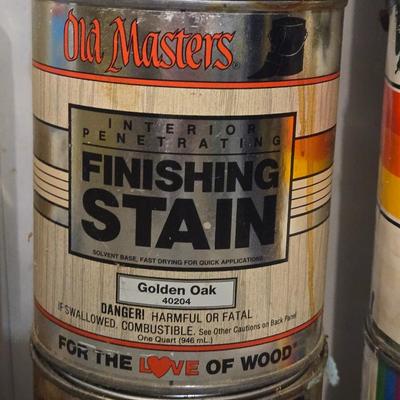 Old Masters®
INTERIOR
PENETRATING
FINISHING
STAIN
SOLVENT BASE, FAST DRYING FOR QUICK APPLICATIONS
Golden Oak
40204
DANGER! HARMFUL OR FATAL
IF SWALLOWED. COMBUSTIBLE. See Other Cautions on Back Panel
One Quart (946 mL.)
FOR THE LOVE OF WOOD®